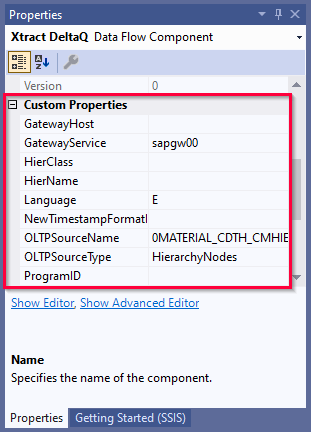 Properties
Xtract DeltaQ Data Flow Component
Version 0
Custom Properties
GatewayHost
GatewayService sapgw00
HierClass
HierName
Language E
NewTimestampFormatI
OLTPSourceName 0MATERIAL_CDTH_CMHIE
OLTPSourceType HierarchyNodes
ProgramID
Show Editor, Show Advanced Editor
Name
Specifies the name of the component.
Properties Getting Started (SSIS)